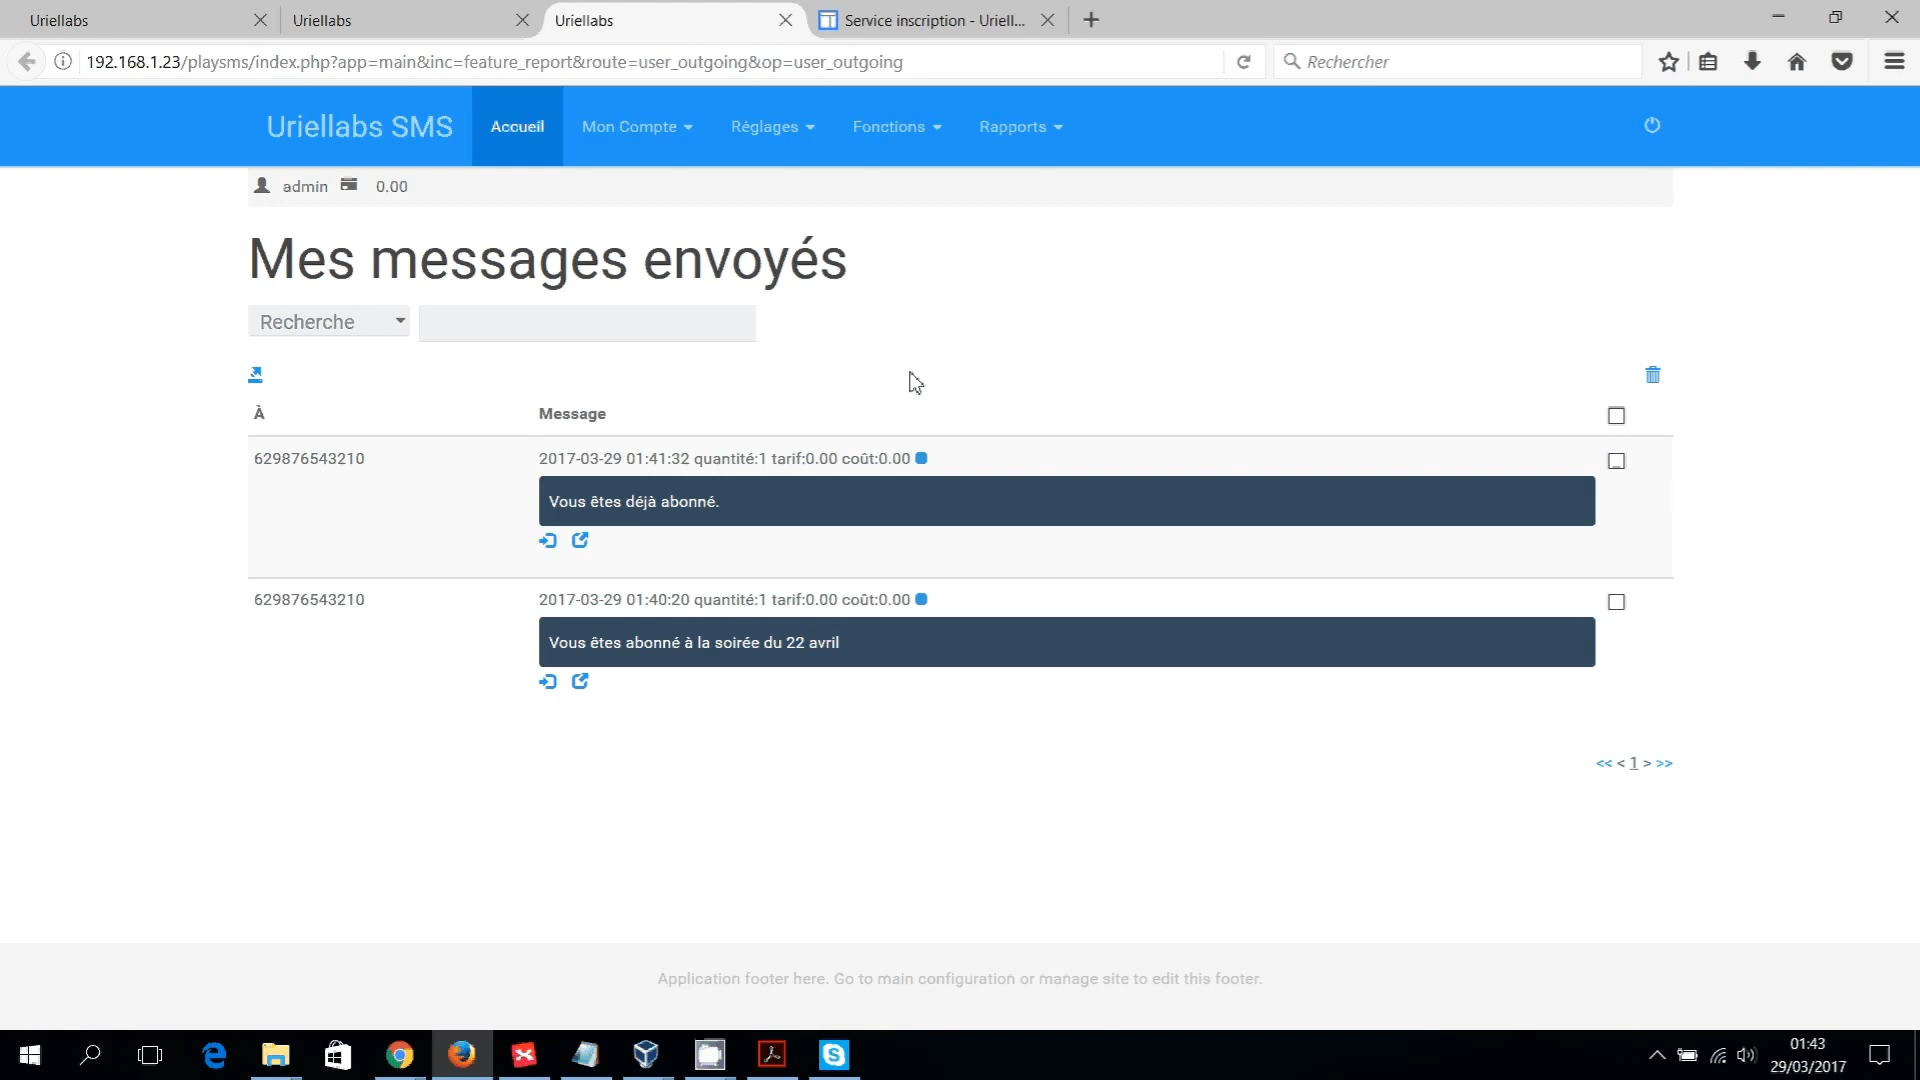 Uriellabs
Uriellabs
Uriellabs
Service inscription - Uriell...
192.168.1.23/playsms/index.php?app=main&inc=feature_report&route=user_outgoing&op=user_outgoing
Rechercher
Uriellabs SMS
Accueil
Mon Compte
Réglages
Fonctions
Rapports
admin
0.00
Mes messages envoyés
Recherche
À
Message
629876543210
2017-03-29 01:41:32 quantité:1 tarif:0.00 coût:0.00
Vous êtes déjà abonné.
629876543210
2017-03-29 01:40:20 quantité:1 tarif:0.00 coût:0.00
Vous êtes abonné à la soirée du 22 avril
<< < 1 > >>
Application footer here. Go to main configuration or manage site to edit this footer.
01:43
29/03/2017